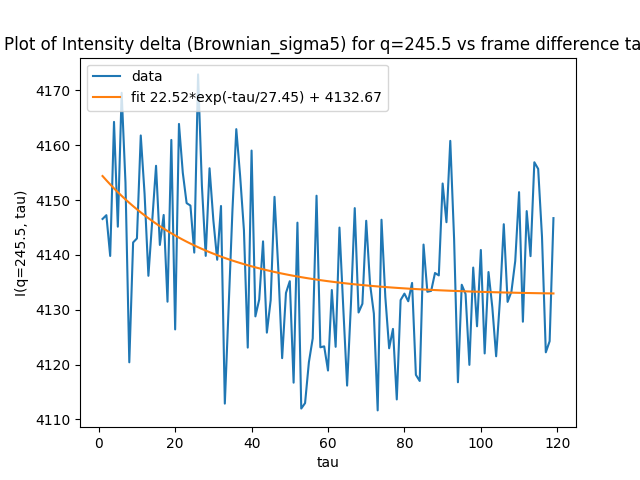 Plot of Intensity delta (Brownian_sigma5) for q=245.5 vs frame difference ta
data
fit 22.52*exp(-tau/27.45) + 4132.67
I(q=245.5, tau)
4170
4160
4150
4140
4130
4120
4110
0 20 40 60 80 100 120
tau